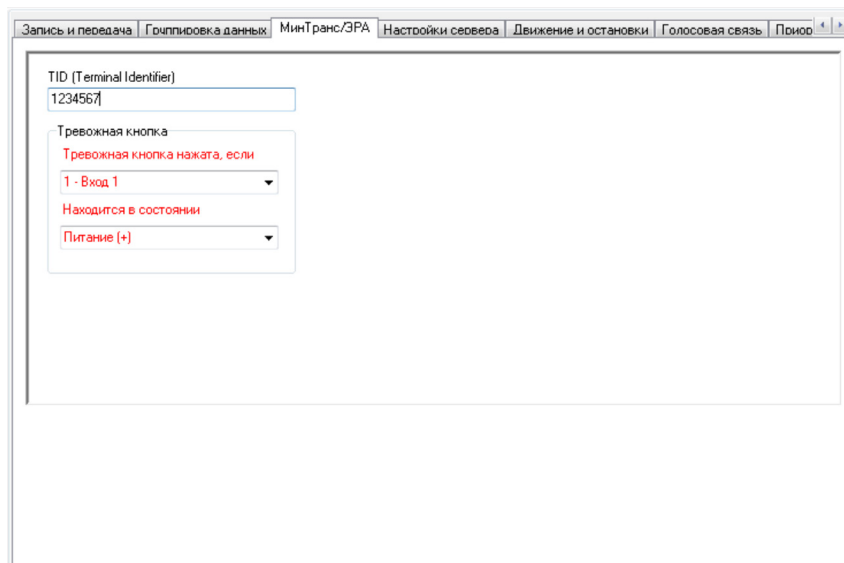 Запись и передача Группировка данных МинТранс/ЭРА Настройки сервера Движение и остановки Голосовая связь Приор
TID (Terminal Identifier)
1234567
Тревожная кнопка
Тревожная кнопка нажата, если
1 - Вход 1
Находится в состоянии
Питание (+)